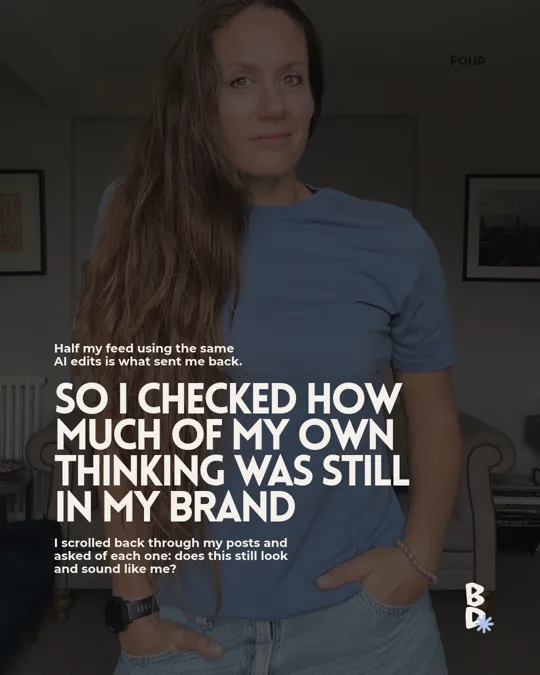 FOUR
Half my feed using the same
AI edits is what sent me back.
SO I CHECKED HOW
MUCH OF MY OWN
THINKING WAS STILL
IN MY BRAND
I scrolled back through my posts and
asked of each one: does this still look
and sound like me?
B
D